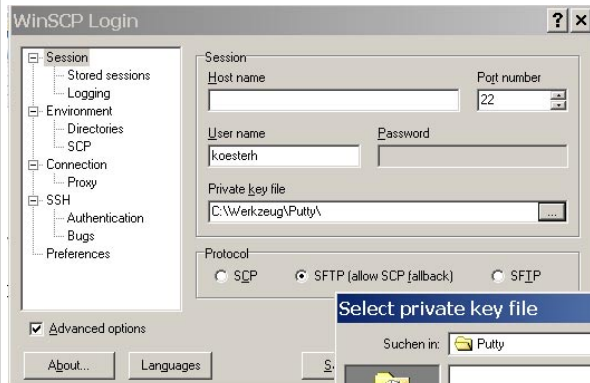 WinSCP Login
Session
Stored sessions
Logging
Environment
Directories
SCP
Connection
Proxy
SSH
Authentication
Bugs
Preferences
Advanced options
About...
Languages
Session
Host name
Port number
22
User name
Password
koesterh
Private key file
C:\Werkzeug\Putty\
...
Protocol
SCP
SFTP (allow SCP fallback)
SFTP
Select private key file
Suchen in:
Putty